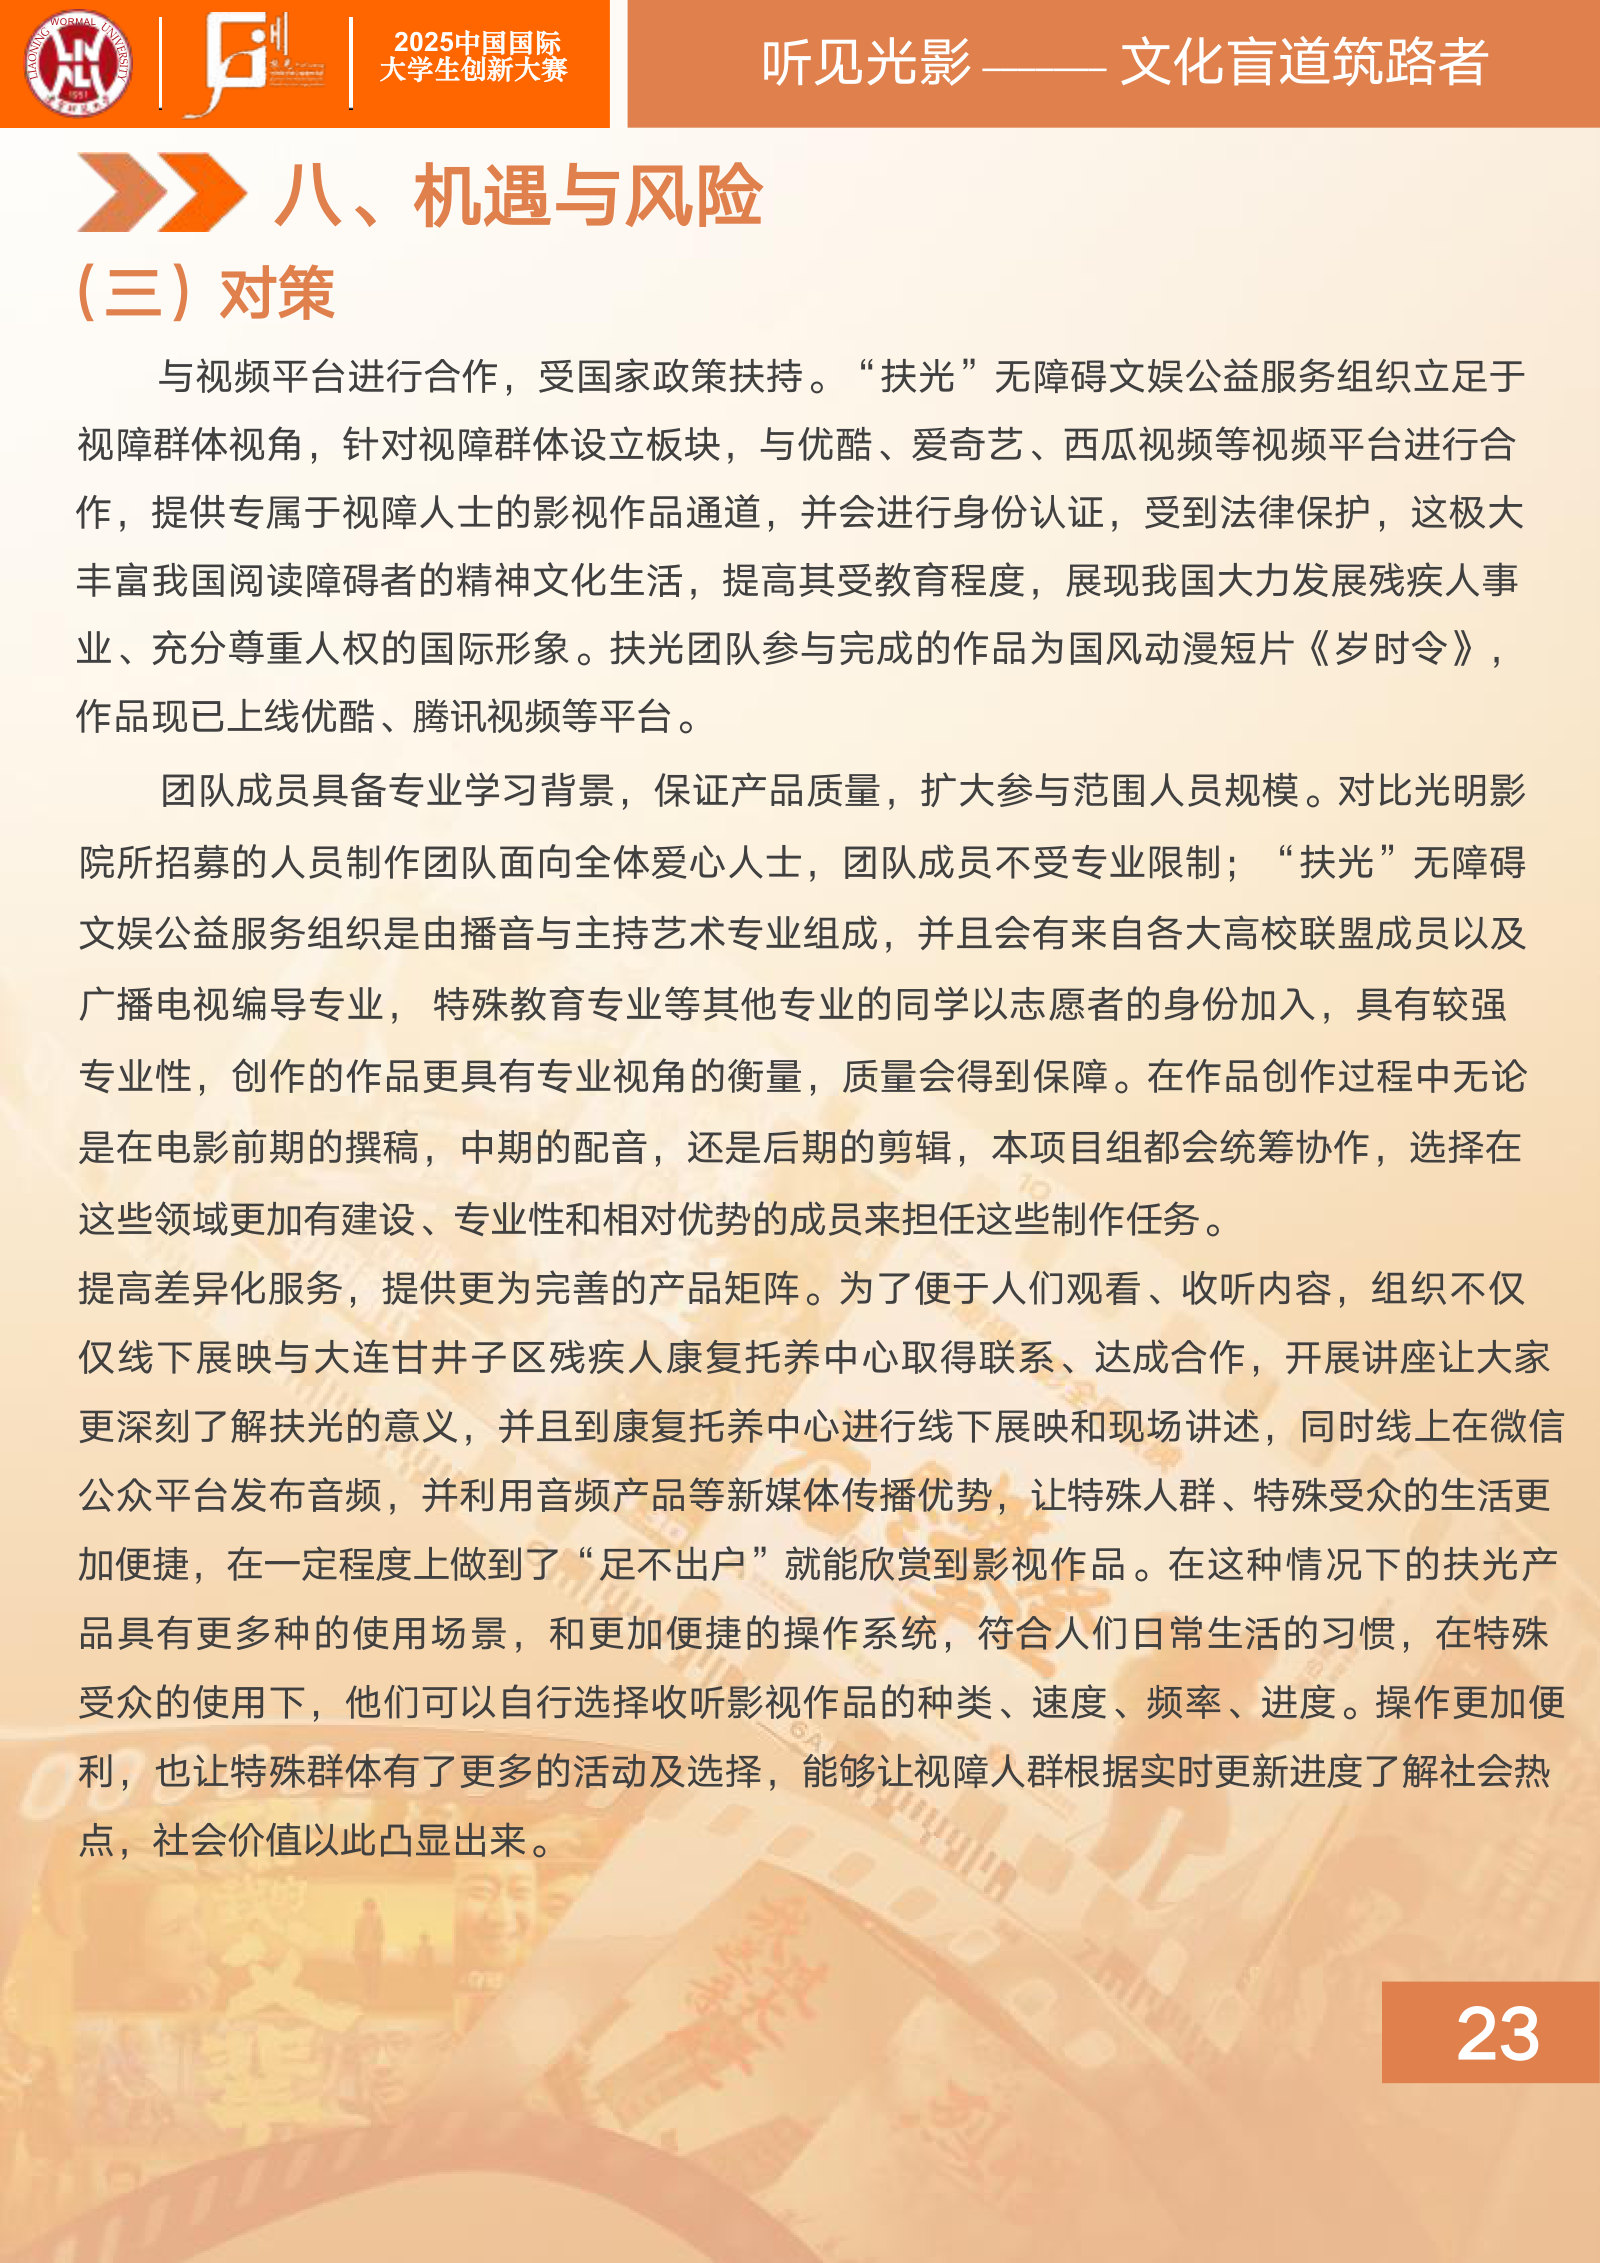 LIAONING NORMAL UNIVERSITY
1951
2025中国国际
大学生创新大赛
听见光影———文化盲道筑路者
八、机遇与风险
（三）对策
与视频平台进行合作，受国家政策扶持。“扶光”无障碍文娱公益服务组织立足于
视障群体视角，针对视障群体设立板块，与优酷、爱奇艺、西瓜视频等视频平台进行合
作，提供专属于视障人士的影视作品通道，并会进行身份认证，受到法律保护，这极大
丰富我国阅读障碍者的精神文化生活，提高其受教育程度，展现我国大力发展残疾人事
业、充分尊重人权的国际形象。扶光团队参与完成的作品为国风动漫短片《岁时令》，
作品现已上线优酷、腾讯视频等平台。
团队成员具备专业学习背景，保证产品质量，扩大参与范围人员规模。对比光明影
院所招募的人员制作团队面向全体爱心人士，团队成员不受专业限制；“扶光”无障碍
文娱公益服务组织是由播音与主持艺术专业组成，并且会有来自各大高校联盟成员以及
广播电视编导专业， 特殊教育专业等其他专业的同学以志愿者的身份加入，具有较强
专业性，创作的作品更具有专业视角的衡量，质量会得到保障。在作品创作过程中无论
是在电影前期的撰稿，中期的配音，还是后期的剪辑，本项目组都会统筹协作，选择在
这些领域更加有建设、专业性和相对优势的成员来担任这些制作任务。
提高差异化服务，提供更为完善的产品矩阵。为了便于人们观看、收听内容，组织不仅
仅线下展映与大连甘井子区残疾人康复托养中心取得联系、达成合作，开展讲座让大家
更深刻了解扶光的意义，并且到康复托养中心进行线下展映和现场讲述，同时线上在微信
公众平台发布音频，并利用音频产品等新媒体传播优势，让特殊人群、特殊受众的生活更
加便捷，在一定程度上做到了“足不出户”就能欣赏到影视作品。在这种情况下的扶光产
品具有更多种的使用场景，和更加便捷的操作系统，符合人们日常生活的习惯，在特殊
受众的使用下，他们可以自行选择收听影视作品的种类、速度、频率、进度。操作更加便
利，也让特殊群体有了更多的活动及选择，能够让视障人群根据实时更新进度了解社会热
点，社会价值以此凸显出来。
23